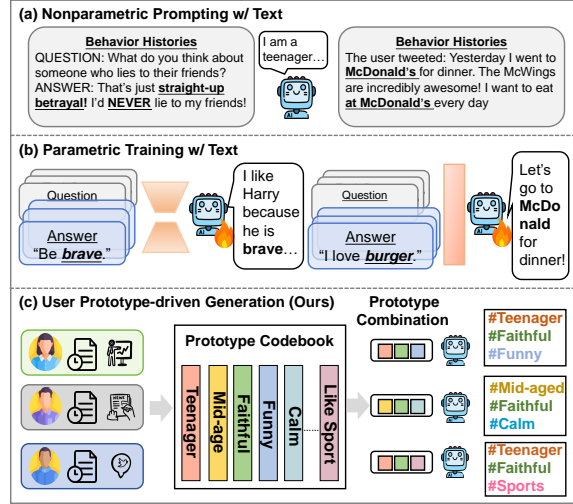 (a) Nonparametric Prompting w/ Text
Behavior Histories
QUESTION: What do you think about
someone who lies to their friends?
ANSWER: That's just straight-up
betrayal! I'd NEVER lie to my friends!
I am a
teenager…
AI
Behavior Histories
The user tweeted: Yesterday I went to
McDonald's for dinner. The McWings
are incredibly awesome! I want to eat
at McDonald's every day
(b) Parametric Training w/ Text
Question
Answer
"Be brave."
I like
Harry
because
he is
brave…
Question
Answer
"I love burger."
Let's
go to
McDo
nald
for
dinner!
(c) User Prototype-driven Generation (Ours)
Prototype Codebook
Teenager
Mid-age
Faithful
Funny
Calm
......
Like Sport
Prototype
Combination
#Teenager
#Faithful
#Funny
#Mid-aged
#Faithful
#Calm
#Teenager
#Faithful
#Sports